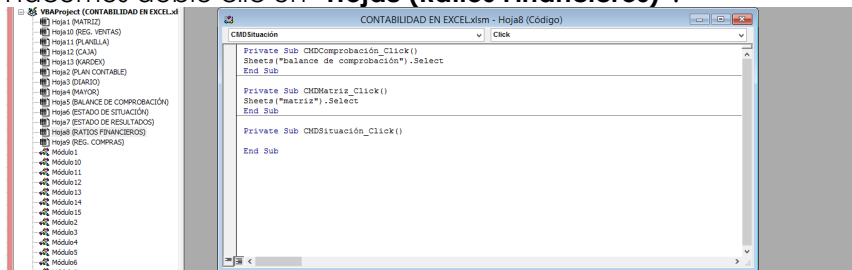 hacemos doble clic en "Hoja8 (Ratios Financieros)".
VBAProject (CONTABILIDAD EN EXCEL.xl
Hoja1 (MATRIZ)
Hoja10 (REG. VENTAS)
Hoja11 (PLANILLA)
Hoja12 (CAJA)
Hoja13 (KARDEX)
Hoja2 (PLAN CONTABLE)
Hoja3 (DIARIO)
Hoja4 (MAYOR)
Hoja5 (BALANCE DE COMPROBACIÓN)
Hoja6 (ESTADO DE SITUACIÓN)
Hoja7 (ESTADO DE RESULTADOS)
Hoja8 (RATIOS FINANCIEROS)
Hoja9 (REG. COMPRAS)
Módulo1
Módulo10
Módulo11
Módulo12
Módulo13
Módulo14
Módulo15
Módulo2
Módulo3
Módulo4
Módulo5
Módulo6
CONTABILIDAD EN EXCEL.xlsm - Hoja8 (Código)
CMDSituación
Click
Private Sub CMDComprobación_Click()
Sheets("balance de comprobación").Select
End Sub
Private Sub CMDMatriz_Click()
Sheets("matriz").Select
End Sub
Private Sub CMDSituación_Click()
End Sub